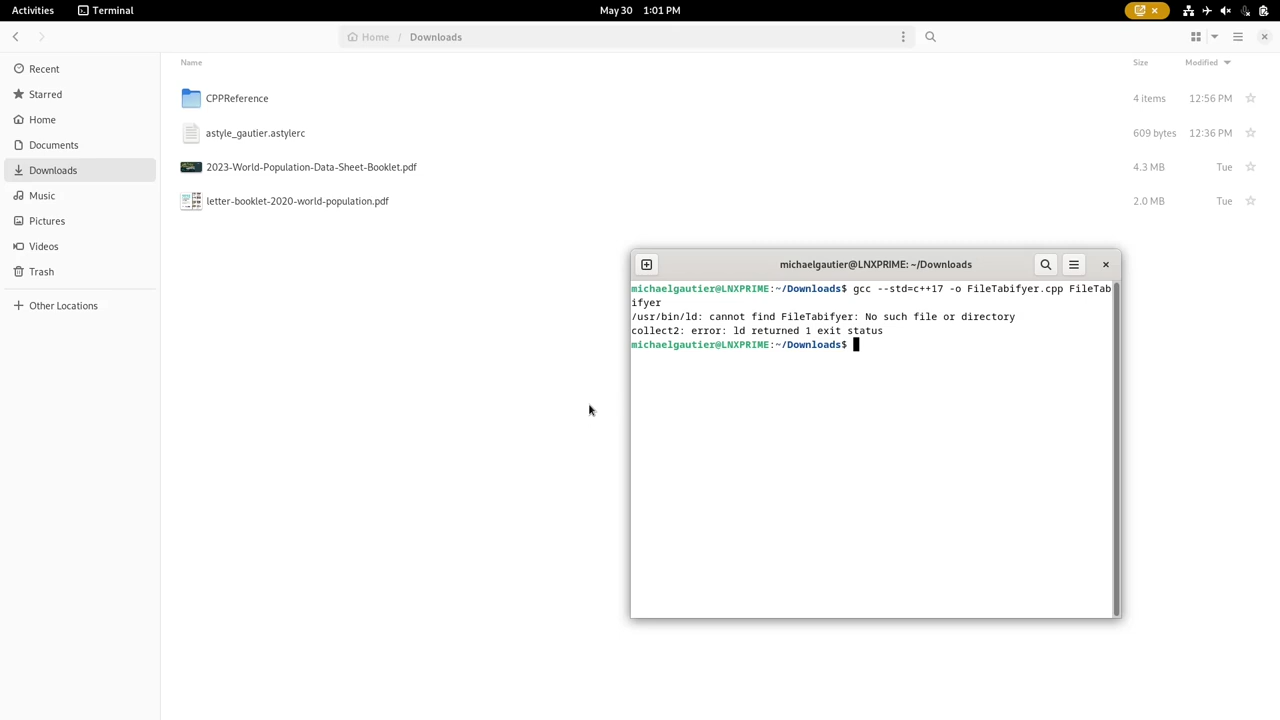 Activities Terminal May 30 1:01 PM
Home / Downloads
Recent
Starred
Home
Documents
Downloads
Music
Pictures
Videos
Trash
Other Locations
Name Size Modified
CPPReference 4 items 12:56 PM
astyle_gautier.astylerc 609 bytes 12:36 PM
2023-World-Population-Data-Sheet-Booklet.pdf 4.3 MB Tue
letter-booklet-2020-world-population.pdf 2.0 MB Tue
michaelgautier@LNXPRIME: ~/Downloads
michaelgautier@LNXPRIME:~/Downloads$ gcc --std=c++17 -o FileTabifyer.cpp FileTab
ifyer
/usr/bin/ld: cannot find FileTabifyer: No such file or directory
collect2: error: ld returned 1 exit status
michaelgautier@LNXPRIME:~/Downloads$